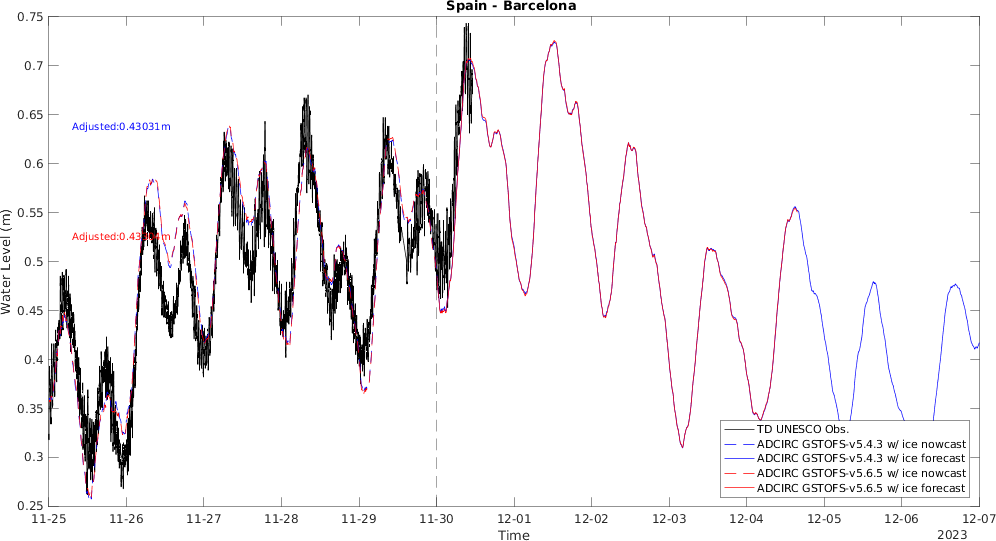 Spain - Barcelona
0.75
0.7
0.65
0.6
0.55
0.5
0.45
0.4
0.35
0.3
0.25
Water Level (m)
Adjusted:0.43031m
TD UNESCO Obs.
ADCIRC GSTOFS-v5.4.3 w/ ice nowcast
ADCIRC GSTOFS-v5.4.3 w/ ice forecast
ADCIRC GSTOFS-v5.6.5 w/ ice nowcast
ADCIRC GSTOFS-v5.6.5 w/ ice forecast
11-25 11-26 11-27 11-28 11-29 11-30 12-01 12-02 12-03 12-04 12-05 12-06 12-07
Time
2023